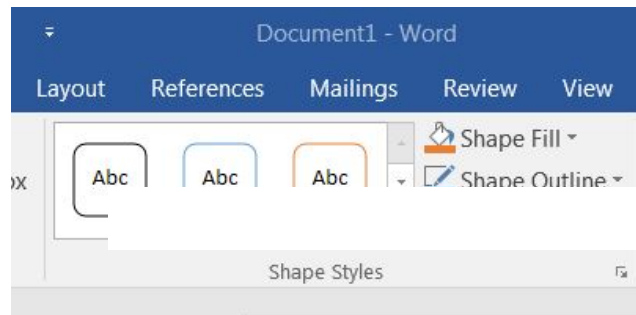 Document1 - Word
Layout References Mailings Review View
Shape Fill
Abc Abc Abc
Shape Outline
Shape Styles